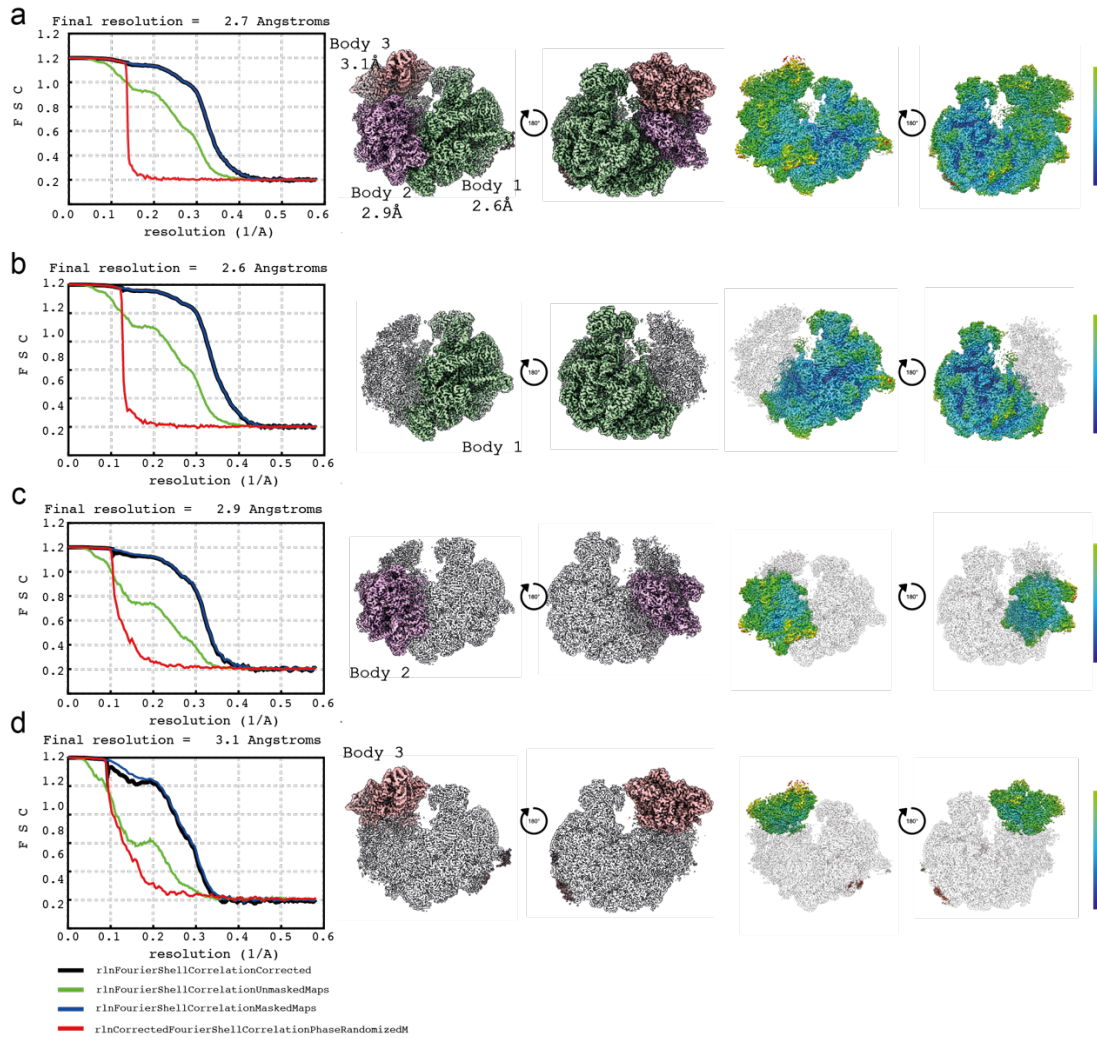 a
Final resolution = 2.7 Angstroms
1.2
1.2
1.0
0.8
0.6
0.4
0.2
F S C
0.0 0.1 0.2 0.3 0.4 0.5 0.6
resolution (1/A)
Body 3
3.1Å
Body 2
2.9Å
Body 1
2.6Å
180°
180°
b
Final resolution = 2.6 Angstroms
1.2
1.2
1.0
0.8
0.6
0.4
0.2
F S C
0.0 0.1 0.2 0.3 0.4 0.5 0.6
resolution (1/A)
Body 1
180°
180°
c
Final resolution = 2.9 Angstroms
1.2
1.2
1.0
0.8
0.6
0.4
0.2
F S C
0.0 0.1 0.2 0.3 0.4 0.5 0.6
resolution (1/A)
Body 2
180°
180°
d
Final resolution = 3.1 Angstroms
1.2
1.2
1.0
0.8
0.6
0.4
0.2
F S C
0.0 0.1 0.2 0.3 0.4 0.5 0.6
resolution (1/A)
Body 3
180°
180°
rlnFourierShellCorrelationCorrected
rlnFourierShellCorrelationUnmaskedMaps
rlnFourierShellCorrelationMaskedMaps
rlnCorrectedFourierShellCorrelationPhaseRandomizedM